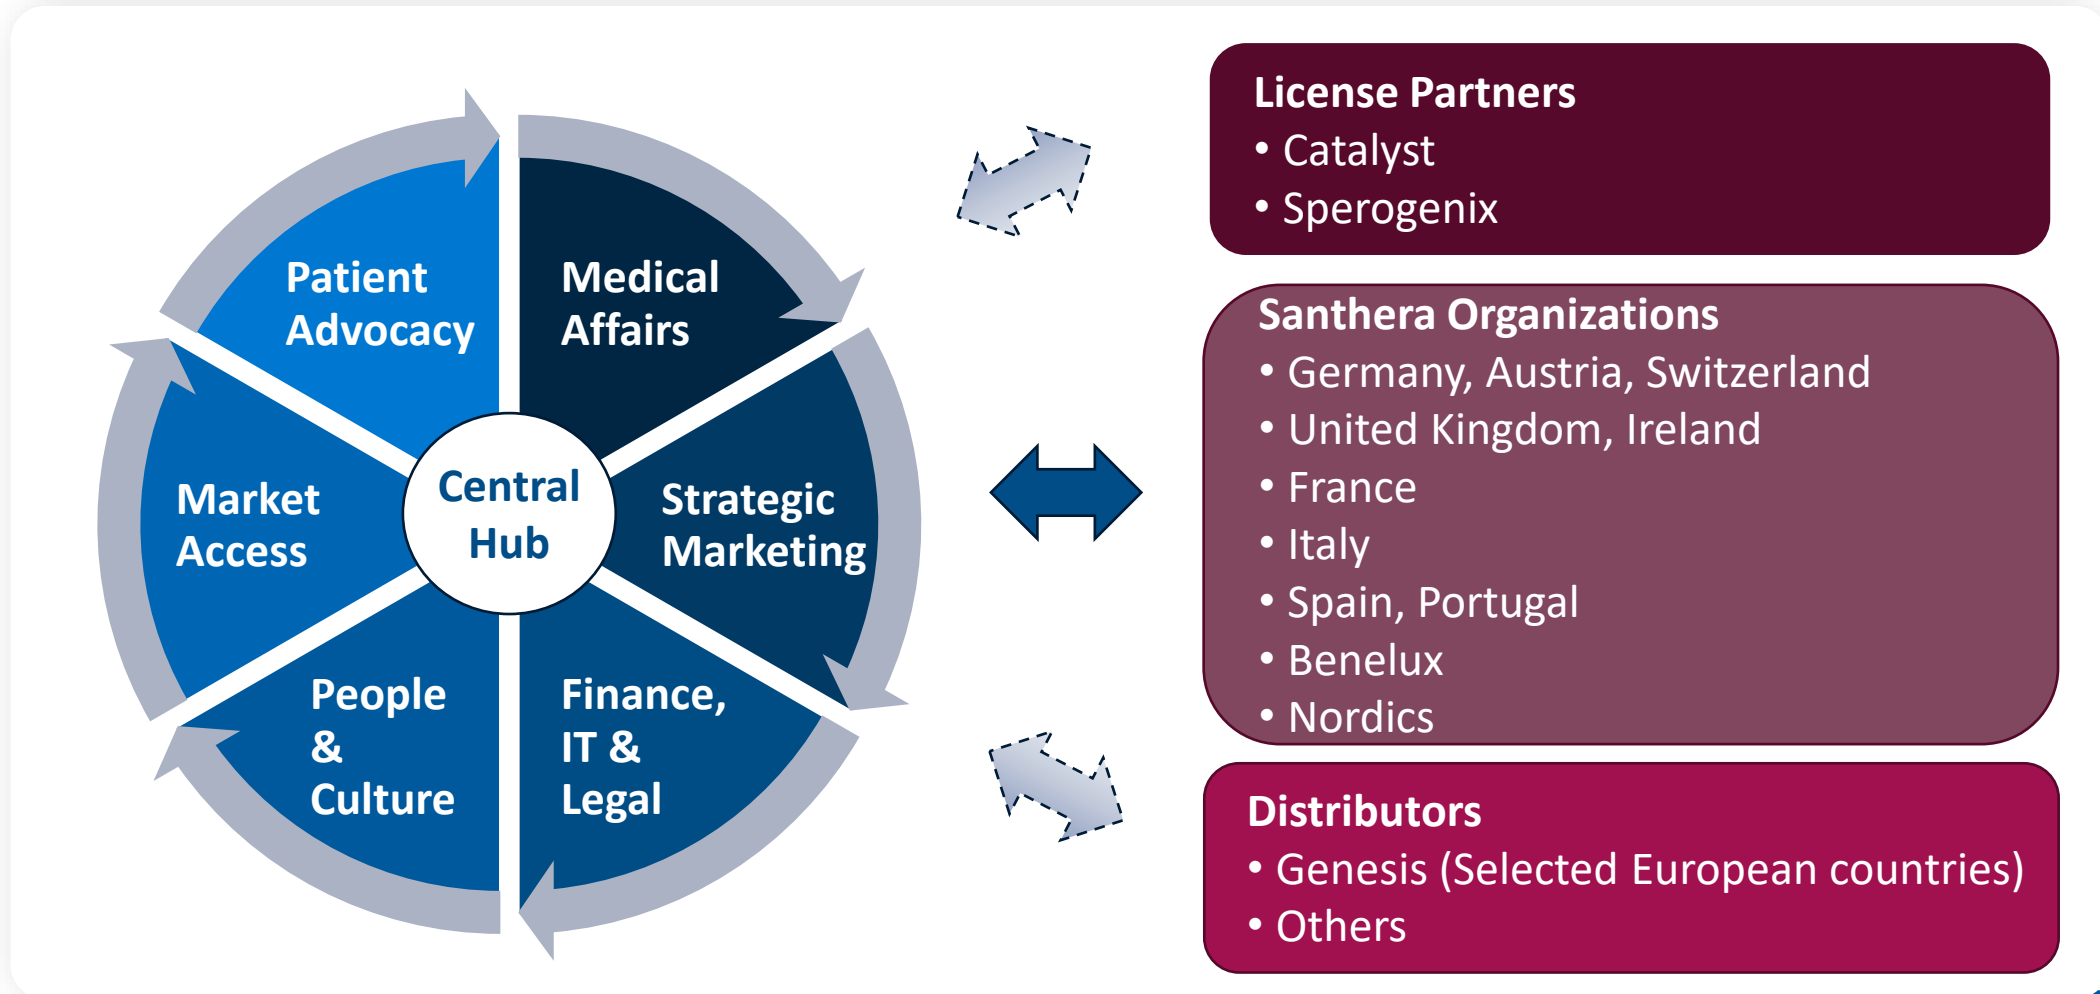 Patient
Advocacy
Medical
Affairs
Market
Access
Central
Hub
Strategic
Marketing
People
&
Culture
Finance,
IT &
Legal
License Partners
• Catalyst
• Sperogenix
Santhera Organizations
• Germany, Austria, Switzerland
• United Kingdom, Ireland
• France
• Italy
• Spain, Portugal
• Benelux
• Nordics
Distributors
• Genesis (Selected European countries)
• Others